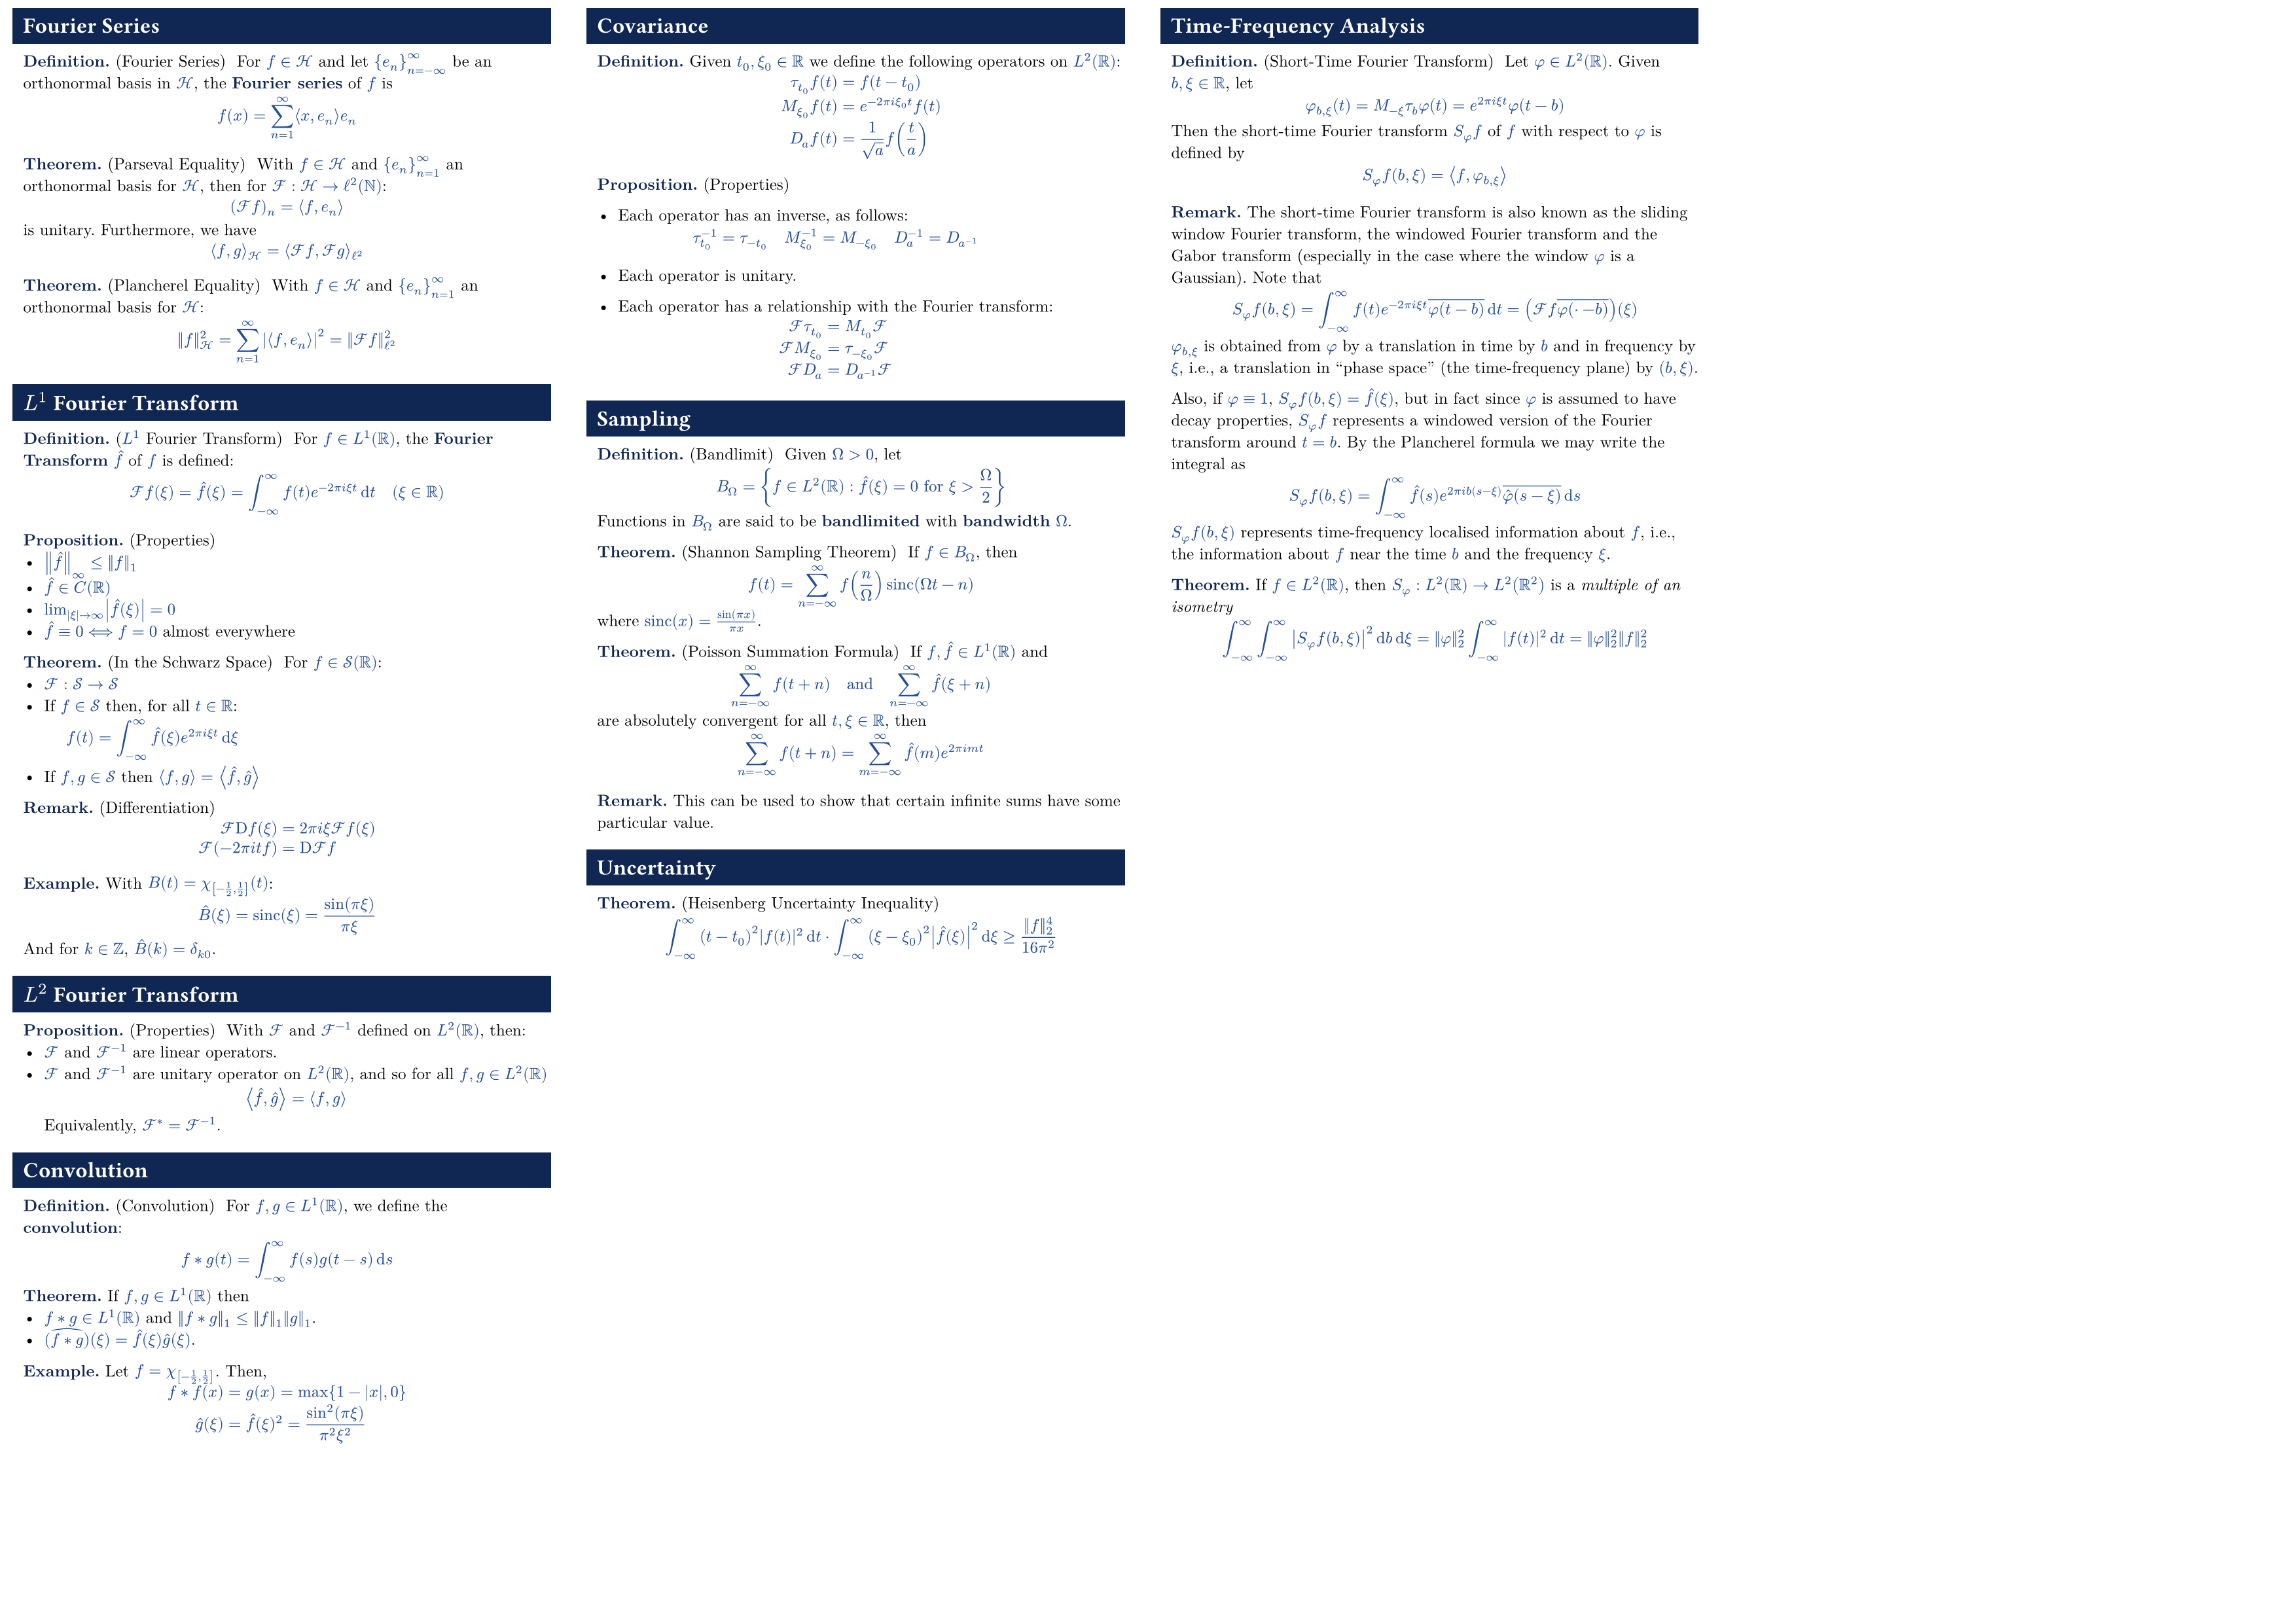 Fourier Series
Definition. (Fourier Series) For $f \in \mathcal{H}$ and let $\{e_n\}_{n=-\infty}^{\infty}$ be an
orthonormal basis in $\mathcal{H}$, the Fourier series of $f$ is
$f(x) = \sum_{n=1}^{\infty} \langle x, e_n \rangle e_n$
Theorem. (Parseval Equality) With $f \in \mathcal{H}$ and $\{e_n\}_{n=1}^{\infty}$ an
orthonormal basis for $\mathcal{H}$, then for $\mathcal{F} : \mathcal{H} \to \ell^2(\mathbb{N})$:
$(\mathcal{F}f)_n = \langle f, e_n \rangle$
is unitary. Furthermore, we have
$\langle f, g \rangle_{\mathcal{H}} = \langle \mathcal{F}f, \mathcal{F}g \rangle_{\ell^2}$
Theorem. (Plancherel Equality) With $f \in \mathcal{H}$ and $\{e_n\}_{n=1}^{\infty}$ an
orthonormal basis for $\mathcal{H}$:
$\|f\|_{\mathcal{H}}^2 = \sum_{n=1}^{\infty} |\langle f, e_n \rangle|^2 = \|\mathcal{F}f\|_{\ell^2}^2$
$L^1$ Fourier Transform
Definition. ($L^1$ Fourier Transform) For $f \in L^1(\mathbb{R})$, the Fourier
Transform $\hat{f}$ of $f$ is defined:
$\mathcal{F}f(\xi) = \hat{f}(\xi) = \int_{-\infty}^{\infty} f(t)e^{-2\pi i\xi t}\,\mathrm{d}t \quad (\xi \in \mathbb{R})$
Proposition. (Properties)
• $\|\hat{f}\|_{\infty} \leq \|f\|_1$
• $\hat{f} \in C(\mathbb{R})$
• $\lim_{|\xi| \to \infty} |\hat{f}(\xi)| = 0$
• $\hat{f} \equiv 0 \iff f = 0$ almost everywhere
Theorem. (In the Schwarz Space) For $f \in \mathcal{S}(\mathbb{R})$:
• $\mathcal{F} : \mathcal{S} \to \mathcal{S}$
• If $f \in \mathcal{S}$ then, for all $t \in \mathbb{R}$:
$f(t) = \int_{-\infty}^{\infty} \hat{f}(\xi)e^{2\pi i\xi t}\,\mathrm{d}\xi$
• If $f, g \in \mathcal{S}$ then $\langle f, g \rangle = \langle \hat{f}, \hat{g} \rangle$
Remark. (Differentiation)
$\mathcal{F}\mathrm{D}f(\xi) = 2\pi i\xi\mathcal{F}f(\xi)$
$\mathcal{F}(-2\pi itf) = \mathrm{D}\mathcal{F}f$
Example. With $B(t) = \chi_{[-\frac{1}{2},\frac{1}{2}]}(t)$:
$\hat{B}(\xi) = \mathrm{sinc}(\xi) = \frac{\sin(\pi\xi)}{\pi\xi}$
And for $k \in \mathbb{Z}$, $\hat{B}(k) = \delta_{k0}$.
$L^2$ Fourier Transform
Proposition. (Properties) With $\mathcal{F}$ and $\mathcal{F}^{-1}$ defined on $L^2(\mathbb{R})$, then:
• $\mathcal{F}$ and $\mathcal{F}^{-1}$ are linear operators.
• $\mathcal{F}$ and $\mathcal{F}^{-1}$ are unitary operator on $L^2(\mathbb{R})$, and so for all $f, g \in L^2(\mathbb{R})$
$\langle \hat{f}, \hat{g} \rangle = \langle f, g \rangle$
Equivalently, $\mathcal{F}^* = \mathcal{F}^{-1}$.
Convolution
Definition. (Convolution) For $f, g \in L^1(\mathbb{R})$, we define the
convolution:
$f * g(t) = \int_{-\infty}^{\infty} f(s)g(t-s)\,\mathrm{d}s$
Theorem. If $f, g \in L^1(\mathbb{R})$ then
• $f * g \in L^1(\mathbb{R})$ and $\|f * g\|_1 \leq \|f\|_1\|g\|_1$.
• $(\widehat{f * g})(\xi) = \hat{f}(\xi)\hat{g}(\xi)$.
Example. Let $f = \chi_{[-\frac{1}{2},\frac{1}{2}]}$. Then,
$f * f(x) = g(x) = \max\{1 - |x|, 0\}$
$\hat{g}(\xi) = \hat{f}(\xi)^2 = \frac{\sin^2(\pi\xi)}{\pi^2\xi^2}$
Covariance
Definition. Given $t_0, \xi_0 \in \mathbb{R}$ we define the following operators on $L^2(\mathbb{R})$:
$\tau_{t_0}f(t) = f(t - t_0)$
$M_{\xi_0}f(t) = e^{-2\pi i\xi_0 t}f(t)$
$D_a f(t) = \frac{1}{\sqrt{a}}f\left(\frac{t}{a}\right)$
Proposition. (Properties)
• Each operator has an inverse, as follows:
$\tau_{t_0}^{-1} = \tau_{-t_0} \quad M_{\xi_0}^{-1} = M_{-\xi_0} \quad D_a^{-1} = D_{a^{-1}}$
• Each operator is unitary.
• Each operator has a relationship with the Fourier transform:
$\mathcal{F}\tau_{t_0} = M_{t_0}\mathcal{F}$
$\mathcal{F}M_{\xi_0} = \tau_{-\xi_0}\mathcal{F}$
$\mathcal{F}D_a = D_{a^{-1}}\mathcal{F}$
Sampling
Definition. (Bandlimit) Given $\Omega > 0$, let
$B_\Omega = \left\{ f \in L^2(\mathbb{R}) : \hat{f}(\xi) = 0 \text{ for } \xi > \frac{\Omega}{2} \right\}$
Functions in $B_\Omega$ are said to be bandlimited with bandwidth $\Omega$.
Theorem. (Shannon Sampling Theorem) If $f \in B_\Omega$, then
$f(t) = \sum_{n=-\infty}^{\infty} f\left(\frac{n}{\Omega}\right)\mathrm{sinc}(\Omega t - n)$
where $\mathrm{sinc}(x) = \frac{\sin(\pi x)}{\pi x}$.
Theorem. (Poisson Summation Formula) If $f, \hat{f} \in L^1(\mathbb{R})$ and
$\sum_{n=-\infty}^{\infty} f(t+n) \quad \text{and} \quad \sum_{n=-\infty}^{\infty} \hat{f}(\xi+n)$
are absolutely convergent for all $t, \xi \in \mathbb{R}$, then
$\sum_{n=-\infty}^{\infty} f(t+n) = \sum_{m=-\infty}^{\infty} \hat{f}(m)e^{2\pi imt}$
Remark. This can be used to show that certain infinite sums have some
particular value.
Uncertainty
Theorem. (Heisenberg Uncertainty Inequality)
$\int_{-\infty}^{\infty} (t-t_0)^2|f(t)|^2\,\mathrm{d}t \cdot \int_{-\infty}^{\infty} (\xi-\xi_0)^2|\hat{f}(\xi)|^2\,\mathrm{d}\xi \geq \frac{\|f\|_2^4}{16\pi^2}$
Time-Frequency Analysis
Definition. (Short-Time Fourier Transform) Let $\varphi \in L^2(\mathbb{R})$. Given
$b, \xi \in \mathbb{R}$, let
$\varphi_{b,\xi}(t) = M_{-\xi}\tau_b\varphi(t) = e^{2\pi i\xi t}\varphi(t-b)$
Then the short-time Fourier transform $S_\varphi f$ of $f$ with respect to $\varphi$ is
defined by
$S_\varphi f(b, \xi) = \langle f, \varphi_{b,\xi} \rangle$
Remark. The short-time Fourier transform is also known as the sliding
window Fourier transform, the windowed Fourier transform and the
Gabor transform (especially in the case where the window $\varphi$ is a
Gaussian). Note that
$S_\varphi f(b, \xi) = \int_{-\infty}^{\infty} f(t)e^{-2\pi i\xi t}\overline{\varphi(t-b)}\,\mathrm{d}t = \left(\mathcal{F}f\overline{\varphi(\cdot - b)}\right)(\xi)$
$\varphi_{b,\xi}$ is obtained from $\varphi$ by a translation in time by $b$ and in frequency by
$\xi$, i.e., a translation in “phase space” (the time-frequency plane) by $(b, \xi)$.
Also, if $\varphi \equiv 1$, $S_\varphi f(b, \xi) = \hat{f}(\xi)$, but in fact since $\varphi$ is assumed to have
decay properties, $S_\varphi f$ represents a windowed version of the Fourier
transform around $t = b$. By the Plancherel formula we may write the
integral as
$S_\varphi f(b, \xi) = \int_{-\infty}^{\infty} \hat{f}(s)e^{2\pi ib(s-\xi)}\overline{\hat{\varphi}(s-\xi)}\,\mathrm{d}s$
$S_\varphi f(b, \xi)$ represents time-frequency localised information about $f$, i.e.,
the information about $f$ near the time $b$ and the frequency $\xi$.
Theorem. If $f \in L^2(\mathbb{R})$, then $S_\varphi : L^2(\mathbb{R}) \to L^2(\mathbb{R}^2)$ is a multiple of an
isometry
$\int_{-\infty}^{\infty}\int_{-\infty}^{\infty} |S_\varphi f(b, \xi)|^2\,\mathrm{d}b\,\mathrm{d}\xi = \|\varphi\|_2^2 \int_{-\infty}^{\infty} |f(t)|^2\,\mathrm{d}t = \|\varphi\|_2^2\|f\|_2^2$